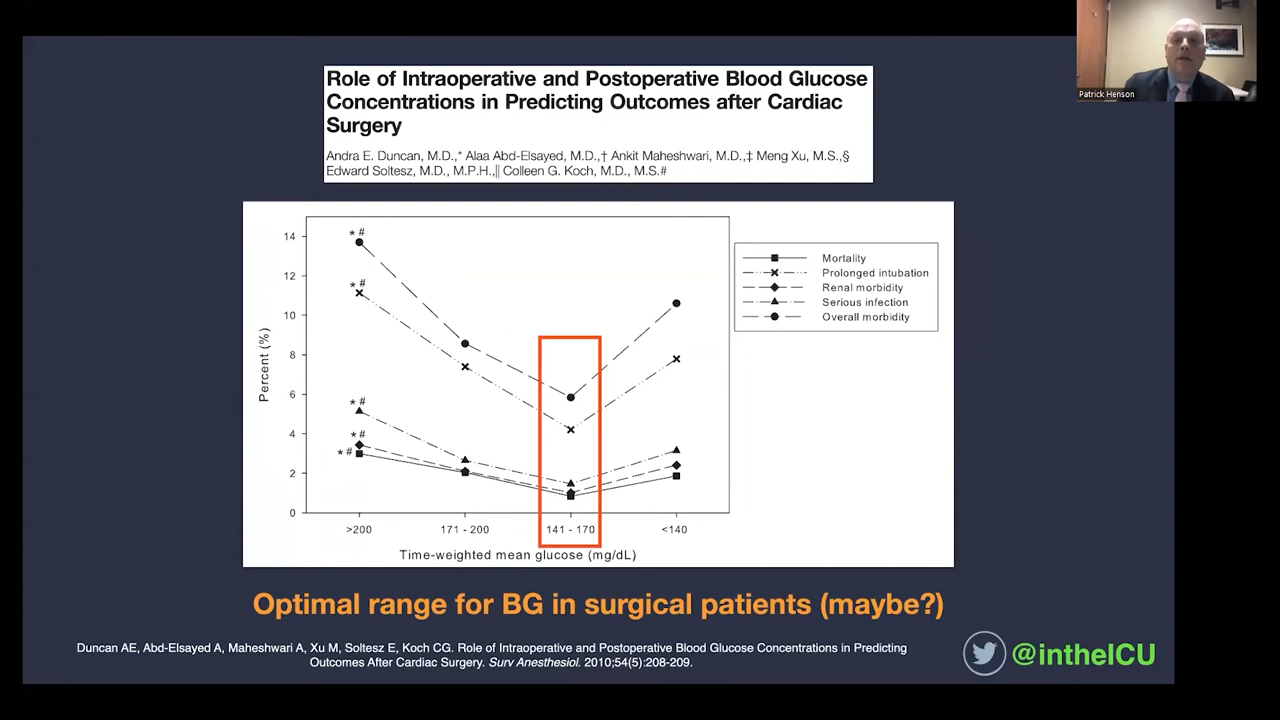 Patrick Henson
Role of Intraoperative and Postoperative Blood Glucose
Concentrations in Predicting Outcomes after Cardiac
Surgery
Andra E. Duncan, M.D.,* Alaa Abd-Elsayed, M.D.,† Ankit Maheshwari, M.D.,‡ Meng Xu, M.S.,§
Edward Soltesz, M.D., M.P.H.,|| Colleen G. Koch, M.D., M.S.#
Percent (%)
14
12
10
8
6
4
2
0
* #
* #
* #
* #
* #
>200
171 - 200
141 - 170
<140
Time-weighted mean glucose (mg/dL)
Mortality
Prolonged intubation
Renal morbidity
Serious infection
Overall morbidity
Optimal range for BG in surgical patients (maybe?)
Duncan AE, Abd-Elsayed A, Maheshwari A, Xu M, Soltesz E, Koch CG. Role of Intraoperative and Postoperative Blood Glucose Concentrations in Predicting
Outcomes After Cardiac Surgery. Surv Anesthesiol. 2010;54(5):208-209.
@intheICU